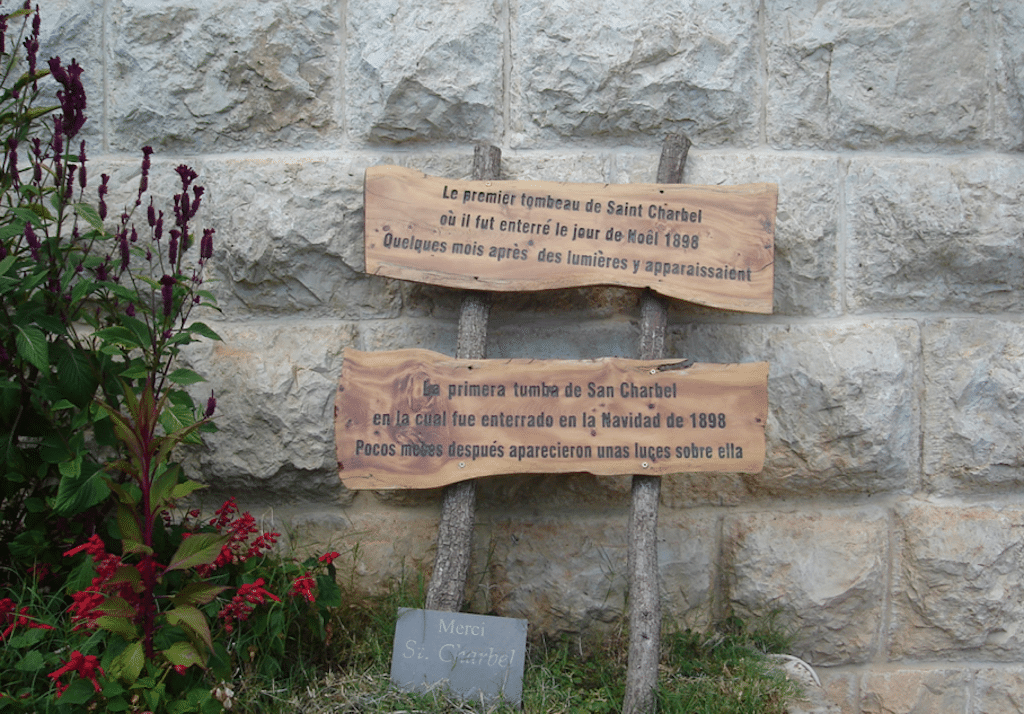 Le premier tombeau de Saint Charbel
où il fut enterré le jour de Noël 1898
Quelques mois après des lumières y apparaissaient
La primera tumba de San Charbel
en la cual fue enterrado en la Navidad de 1898
Pocos meses después aparecieron unas luces sobre ella
Merci
St. Charbel